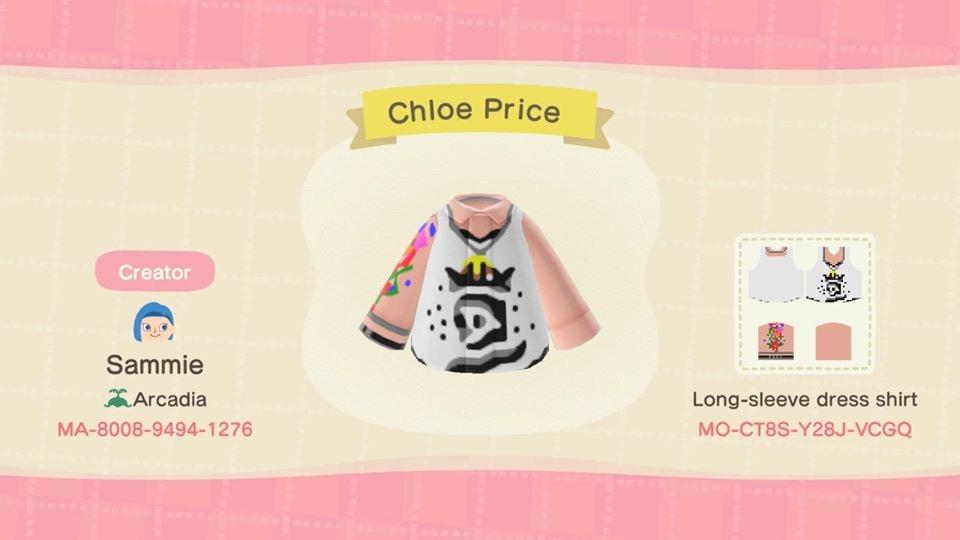 Chloe Price
Creator
Sammie
Arcadia
MA-8008-9494-1276
Long-sleeve dress shirt
MO-CT8S-Y28J-VCGQ